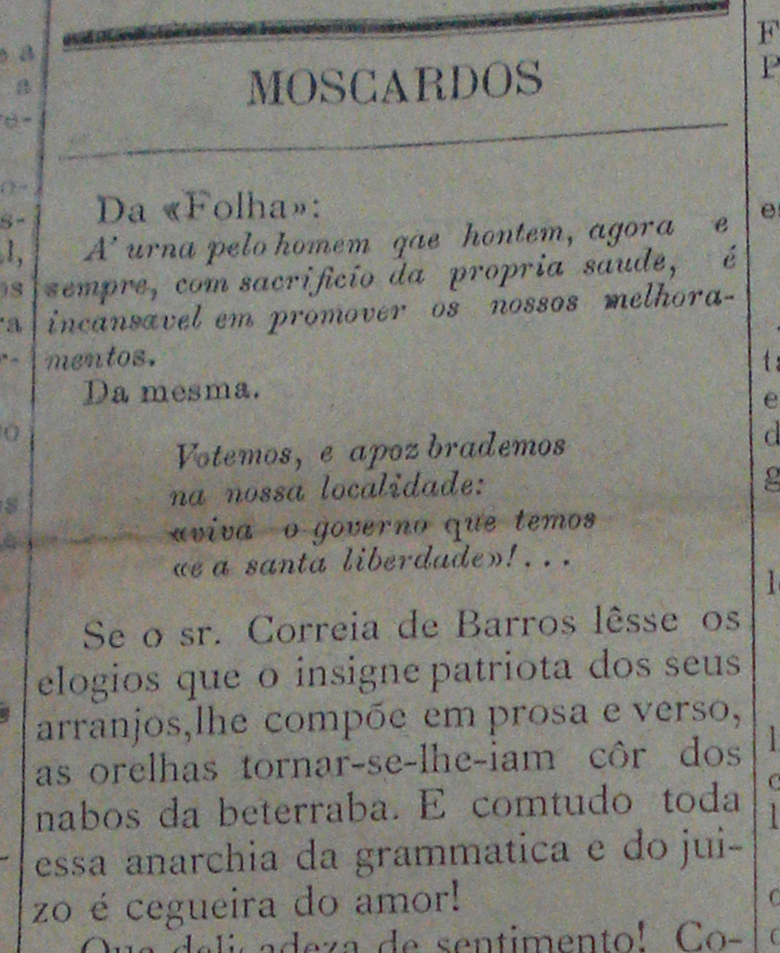 MOSCARDOS
Da «Folha»:
A' urna pelo homem qae hontem, agora e
sempre, com sacrificio da propria saude, é
incansavel em promover os nossos melhora-
mentos.
Da mesma.
Votemos, e apoz brademos
na nossa localidade:
«viva o governo que temos
«e a santa liberdade»!...
Se o sr. Correia de Barros lêsse os
elogios que o insigne patriota dos seus
arranjos,lhe compõe em prosa e verso,
as orelhas tornar-se-lhe-iam côr dos
nabos da beterraba. E comtudo toda
essa anarchia da grammatica e do jui-
zo é cegueira do amor!
Que de sentimento! Co-